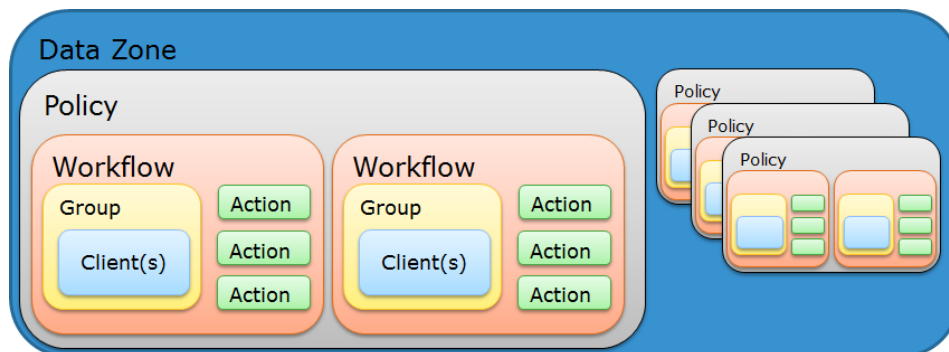 Data Zone
Policy
Workflow
Group
Client(s)
Action
Action
Action
Workflow
Group
Client(s)
Action
Action
Action
Policy
Policy
Policy